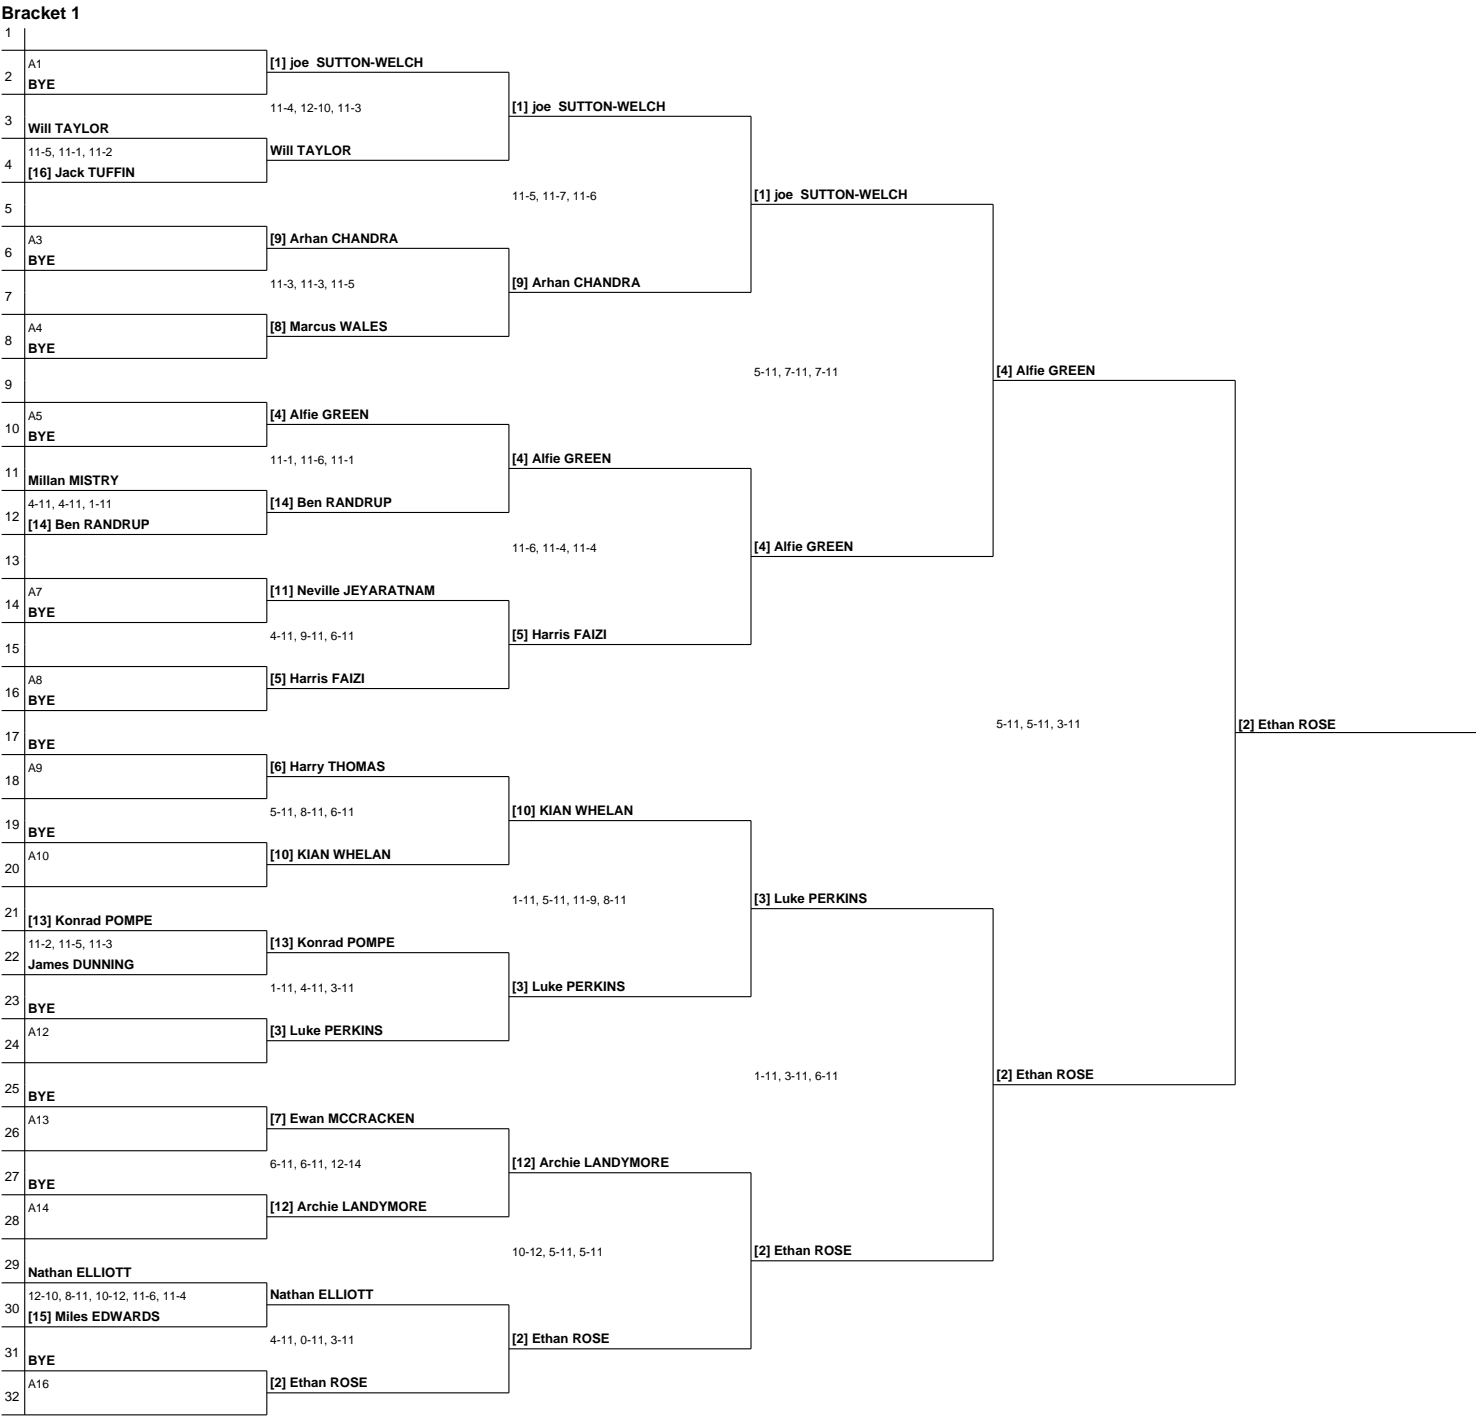 Bracket 1
1
A1
[1] joe  SUTTON-WELCH
2
BYE
11-4, 12-10, 11-3
[1] joe  SUTTON-WELCH
3
Will TAYLOR
11-5, 11-1, 11-2
Will TAYLOR
4
[16] Jack TUFFIN
11-5, 11-7, 11-6
[1] joe  SUTTON-WELCH
5
A3
[9] Arhan CHANDRA
6
BYE
11-3, 11-3, 11-5
[9] Arhan CHANDRA
7
A4
[8] Marcus WALES
8
BYE
5-11, 7-11, 7-11
[4] Alfie GREEN
9
A5
[4] Alfie GREEN
10
BYE
11-1, 11-6, 11-1
[4] Alfie GREEN
11
Millan MISTRY
4-11, 4-11, 1-11
[14] Ben RANDRUP
12
[14] Ben RANDRUP
11-6, 11-4, 11-4
[4] Alfie GREEN
13
A7
[11] Neville JEYARATNAM
14
BYE
4-11, 9-11, 6-11
[5] Harris FAIZI
15
A8
[5] Harris FAIZI
16
BYE
5-11, 5-11, 3-11
[2] Ethan ROSE
17
BYE
A9
[6] Harry THOMAS
18
5-11, 8-11, 6-11
[10] KIAN WHELAN
19
BYE
A10
[10] KIAN WHELAN
20
1-11, 5-11, 11-9, 8-11
[3] Luke PERKINS
21
[13] Konrad POMPE
11-2, 11-5, 11-3
[13] Konrad POMPE
22
James DUNNING
1-11, 4-11, 3-11
[3] Luke PERKINS
23
BYE
A12
[3] Luke PERKINS
24
1-11, 3-11, 6-11
[2] Ethan ROSE
25
BYE
A13
[7] Ewan MCCRACKEN
26
6-11, 6-11, 12-14
[12] Archie LANDYMORE
27
BYE
A14
[12] Archie LANDYMORE
28
10-12, 5-11, 5-11
[2] Ethan ROSE
29
Nathan ELLIOTT
12-10, 8-11, 10-12, 11-6, 11-4
Nathan ELLIOTT
30
[15] Miles EDWARDS
4-11, 0-11, 3-11
[2] Ethan ROSE
31
BYE
A16
[2] Ethan ROSE
32